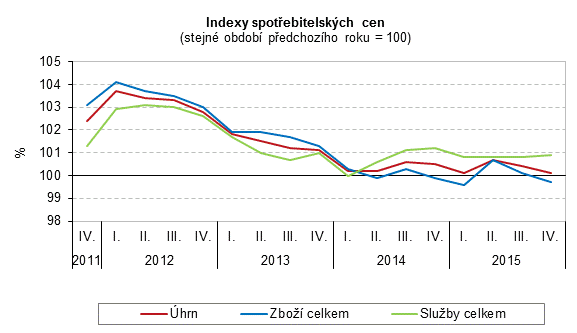 Indexy spotřebitelských cen
(stejné období předchozího roku = 100)
105
104
103
102
101
100
99
98
%
IV. I. II. III. IV. I. II. III. IV. I. II. III. IV. I. II. III. IV.
2011 2012 2013 2014 2015
Úhrn Zboží celkem Služby celkem